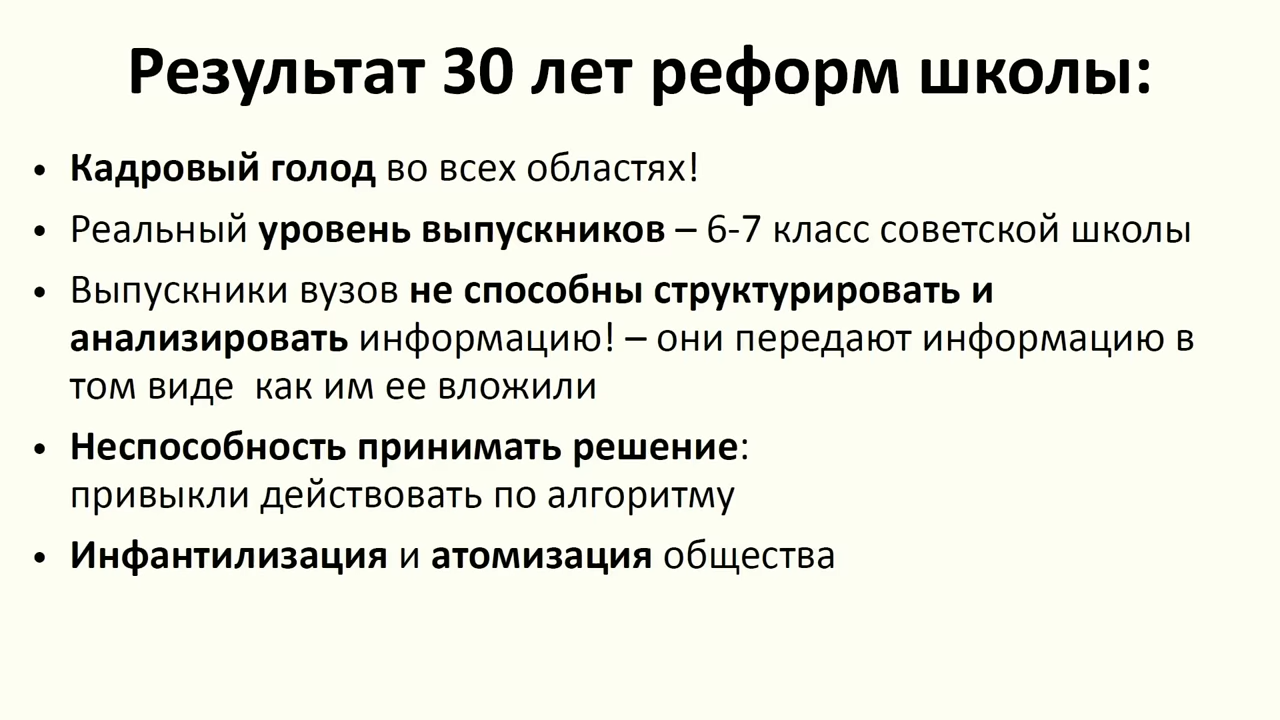 Результат 30 лет реформ школы:
• Кадровый голод во всех областях!
• Реальный уровень выпускников – 6-7 класс советской школы
• Выпускники вузов не способны структурировать и
анализировать информацию! – они передают информацию в
том виде  как им ее вложили
• Неспособность принимать решение:
привыкли действовать по алгоритму
• Инфантилизация и атомизация общества